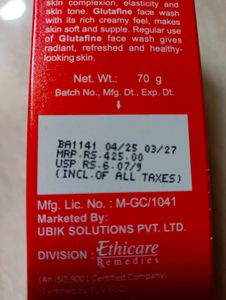 skin complexion, elasticity and
skin tone. Glutafine face wash
with its rich creamy feel, makes
skin soft and supple. Regular use
of Glutafine face wash gives
radiant, refreshed and healthy-
looking skin.
Net. Wt.: 70 g
Batch No., Mfg. Dt., Exp. Dt.
BA1141 04/25 03/27
MRP.RS.425.00
USP RS.6.07/g
(INCL.OF ALL TAXES)
Mfg. Lic. No. : M-GC/1041
Marketed By:
UBIK SOLUTIONS PVT. LTD.
DIVISION : Ethicare
Remedies
(An ISO 9001 Certified Company)